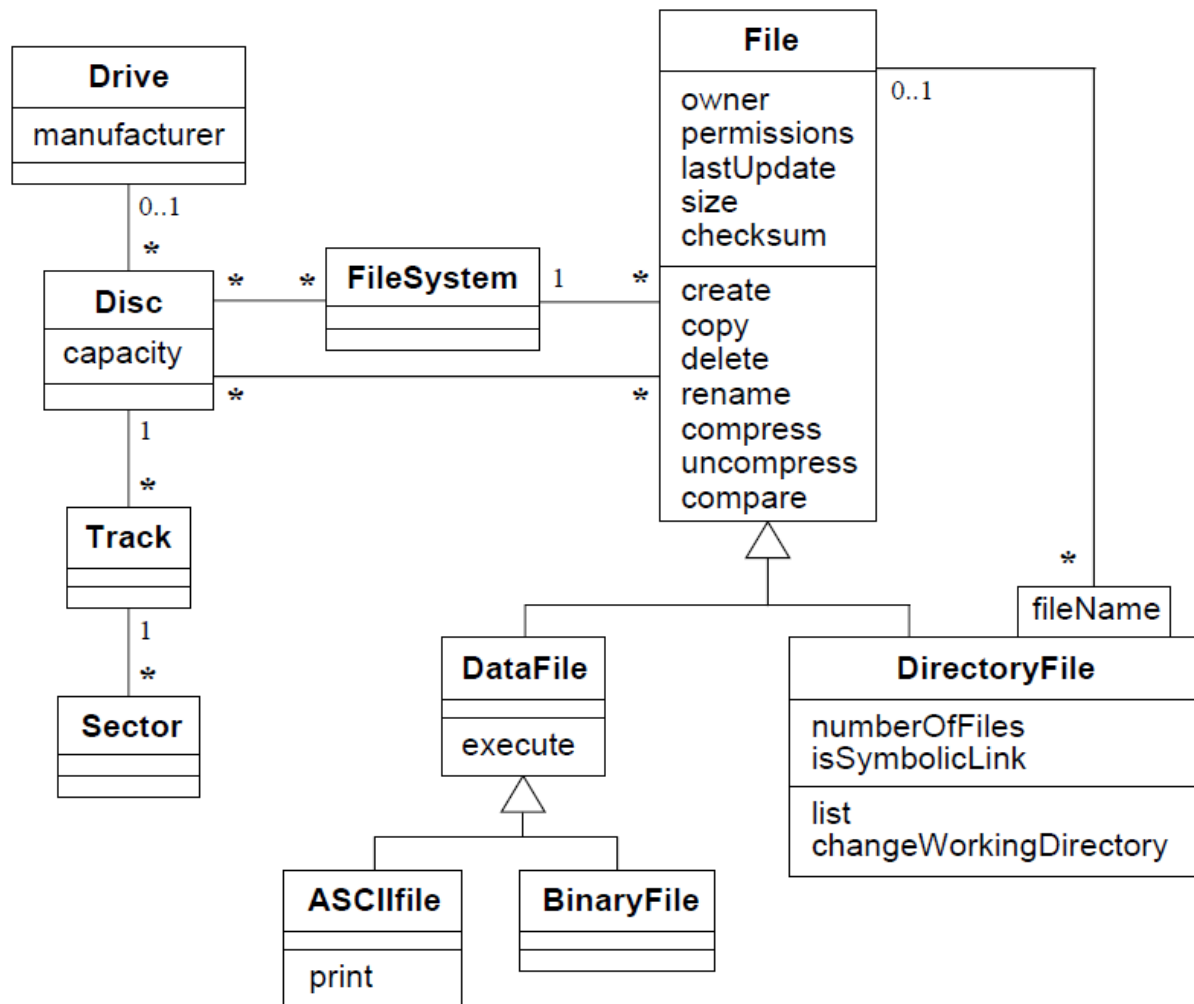 Drive
manufacturer
0..1
*
Disc
capacity
*
*
FileSystem
1
*
*
*
1
*
Track
1
*
Sector
File
owner
permissions
lastUpdate
size
checksum
create
copy
delete
rename
compress
uncompress
compare
0..1
*
fileName
DirectoryFile
numberOfFiles
isSymbolicLink
list
changeWorkingDirectory
DataFile
execute
ASCIIfile
print
BinaryFile